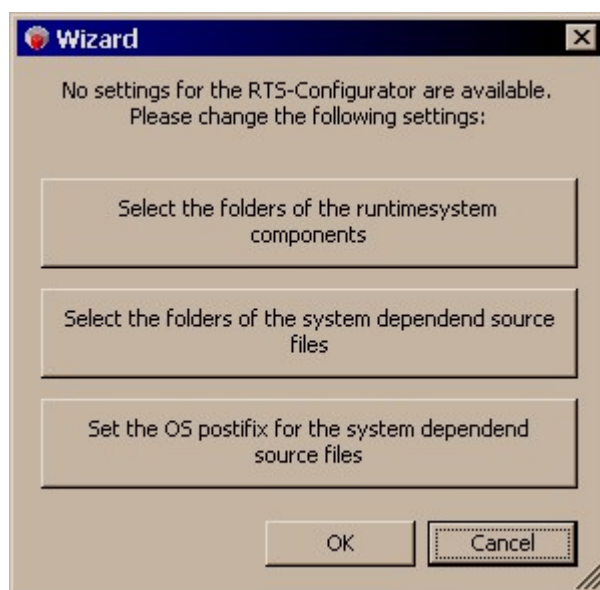 Wizard
No settings for the RTS-Configurator are available.
Please change the following settings:
Select the folders of the runtimesystem
components
Select the folders of the system dependend source
files
Set the OS postifix for the system dependend
source files
OK
Cancel